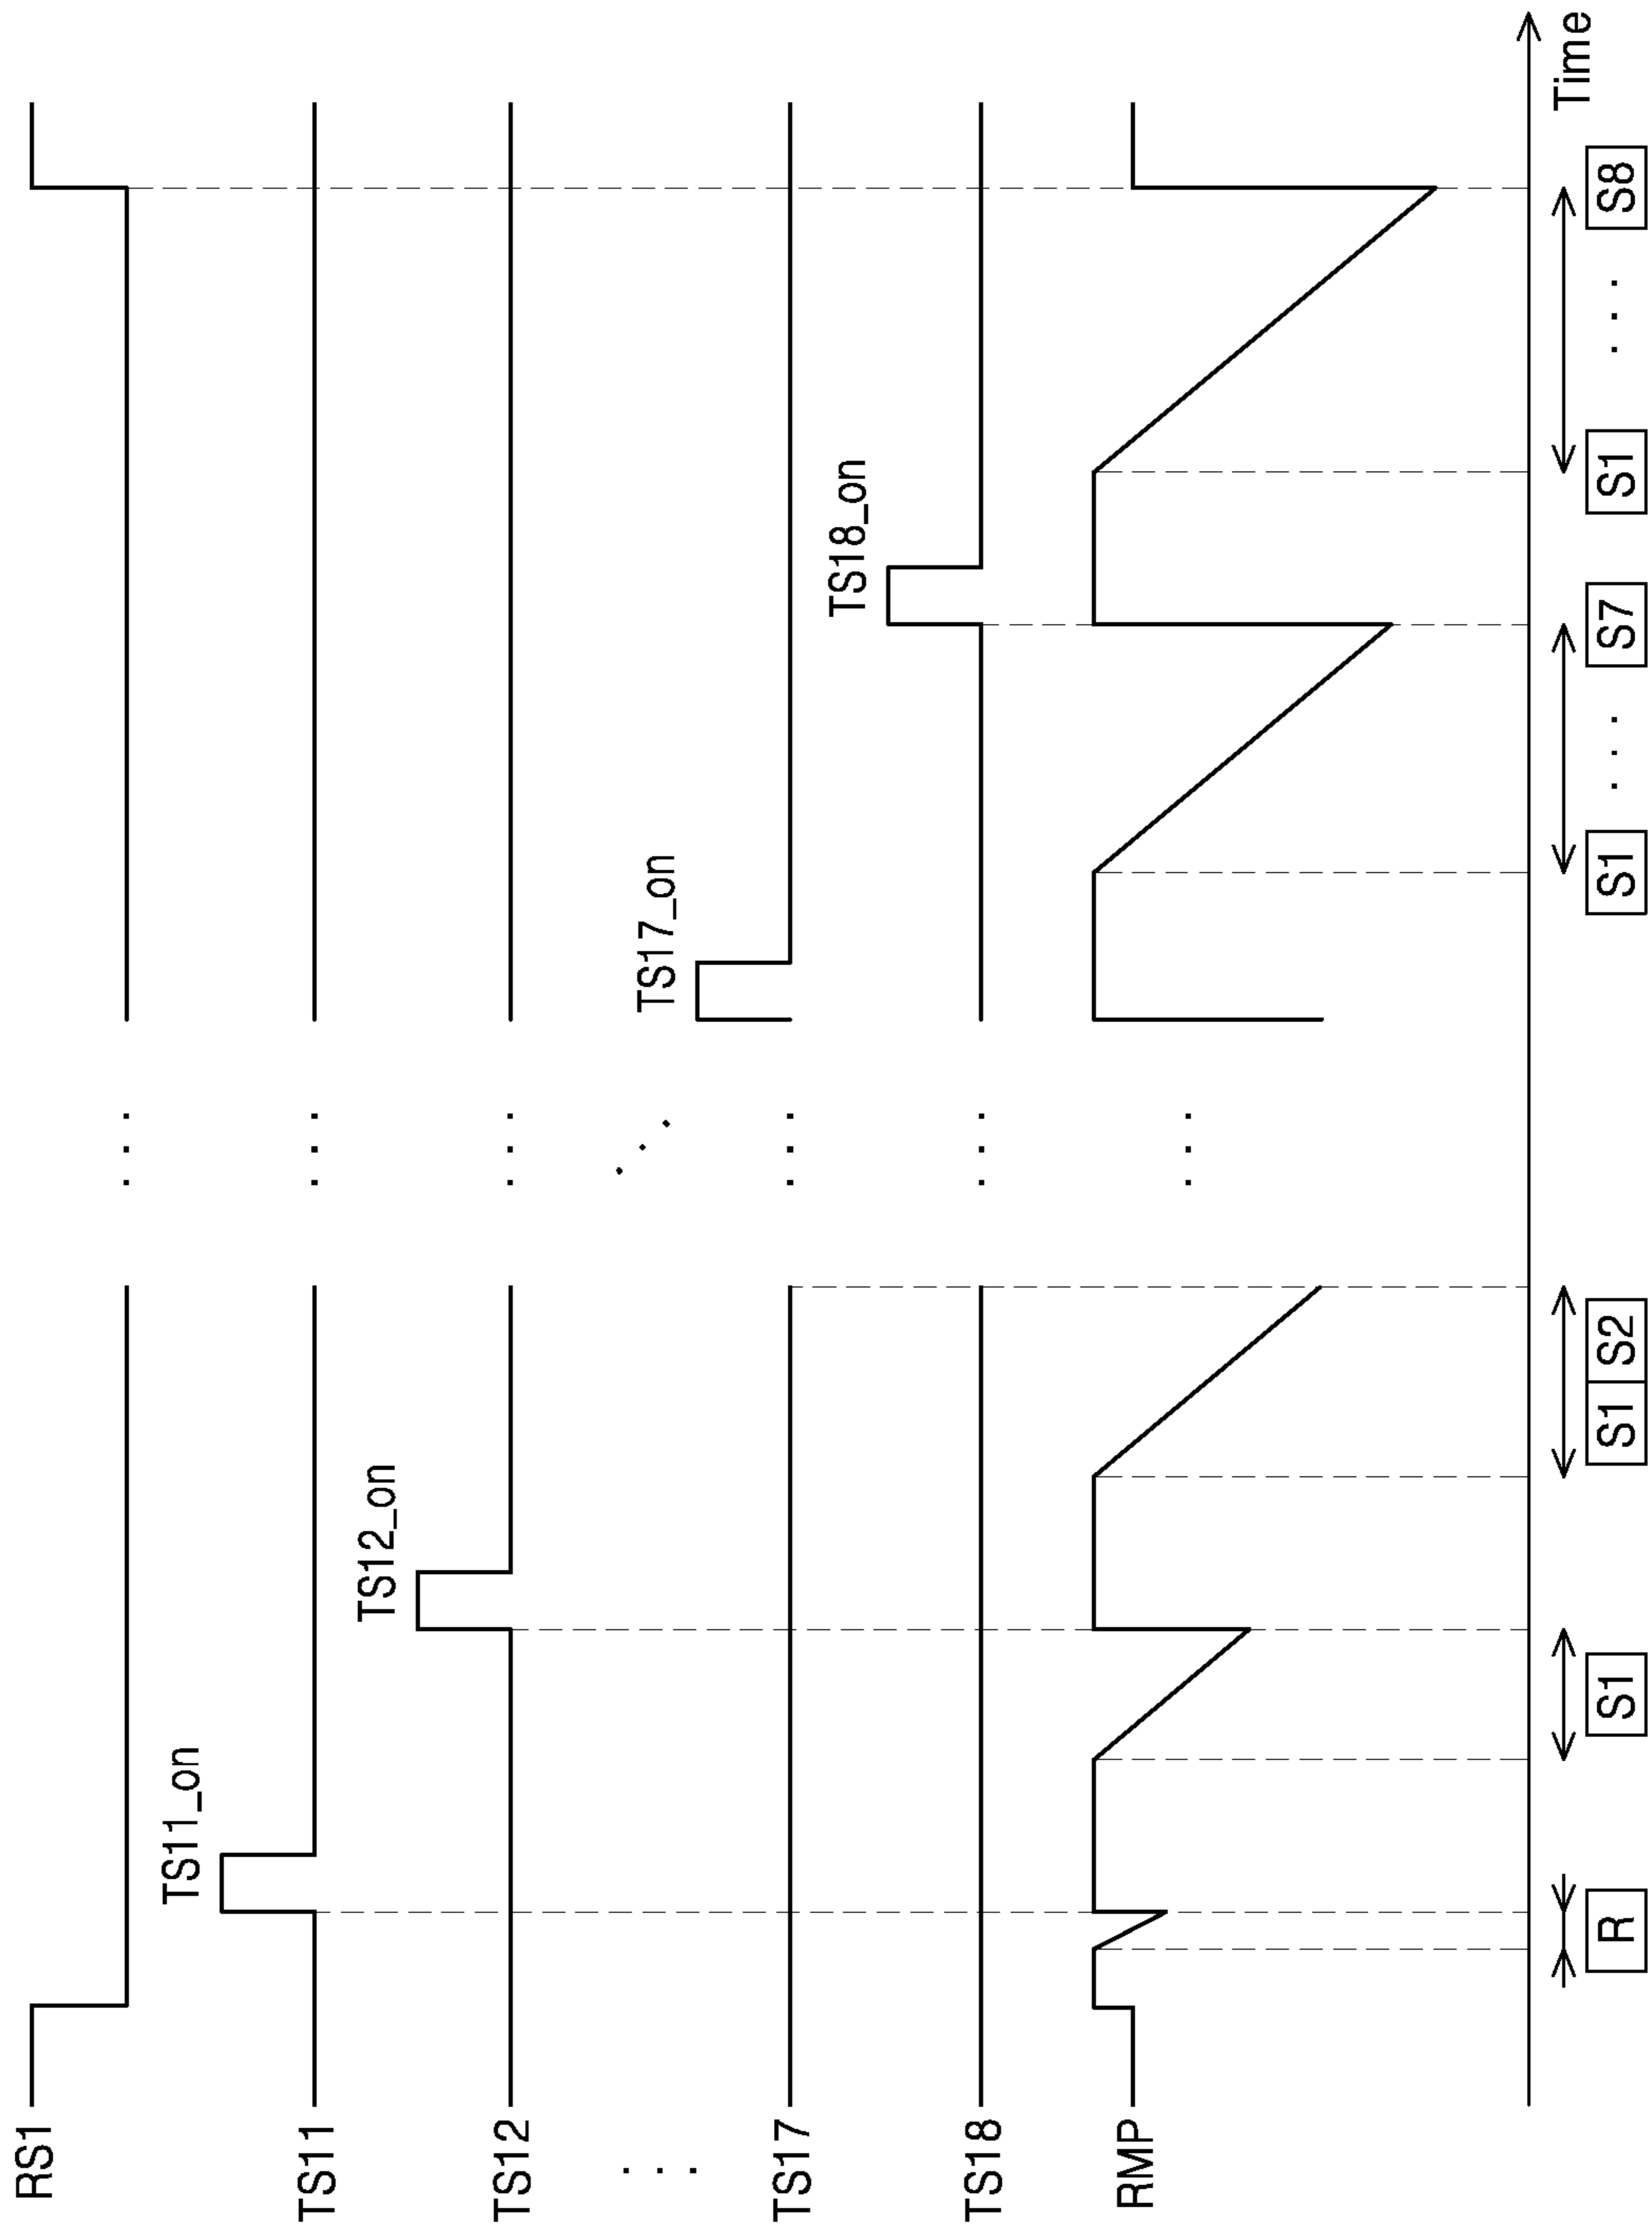 RS1
TS11_on
TS11
TS12_on
TS12
TS17_on
TS17
TS18_on
TS18
RMP
Time
R S1 S1 S2 S1 . . . S7 S1 . . . S8